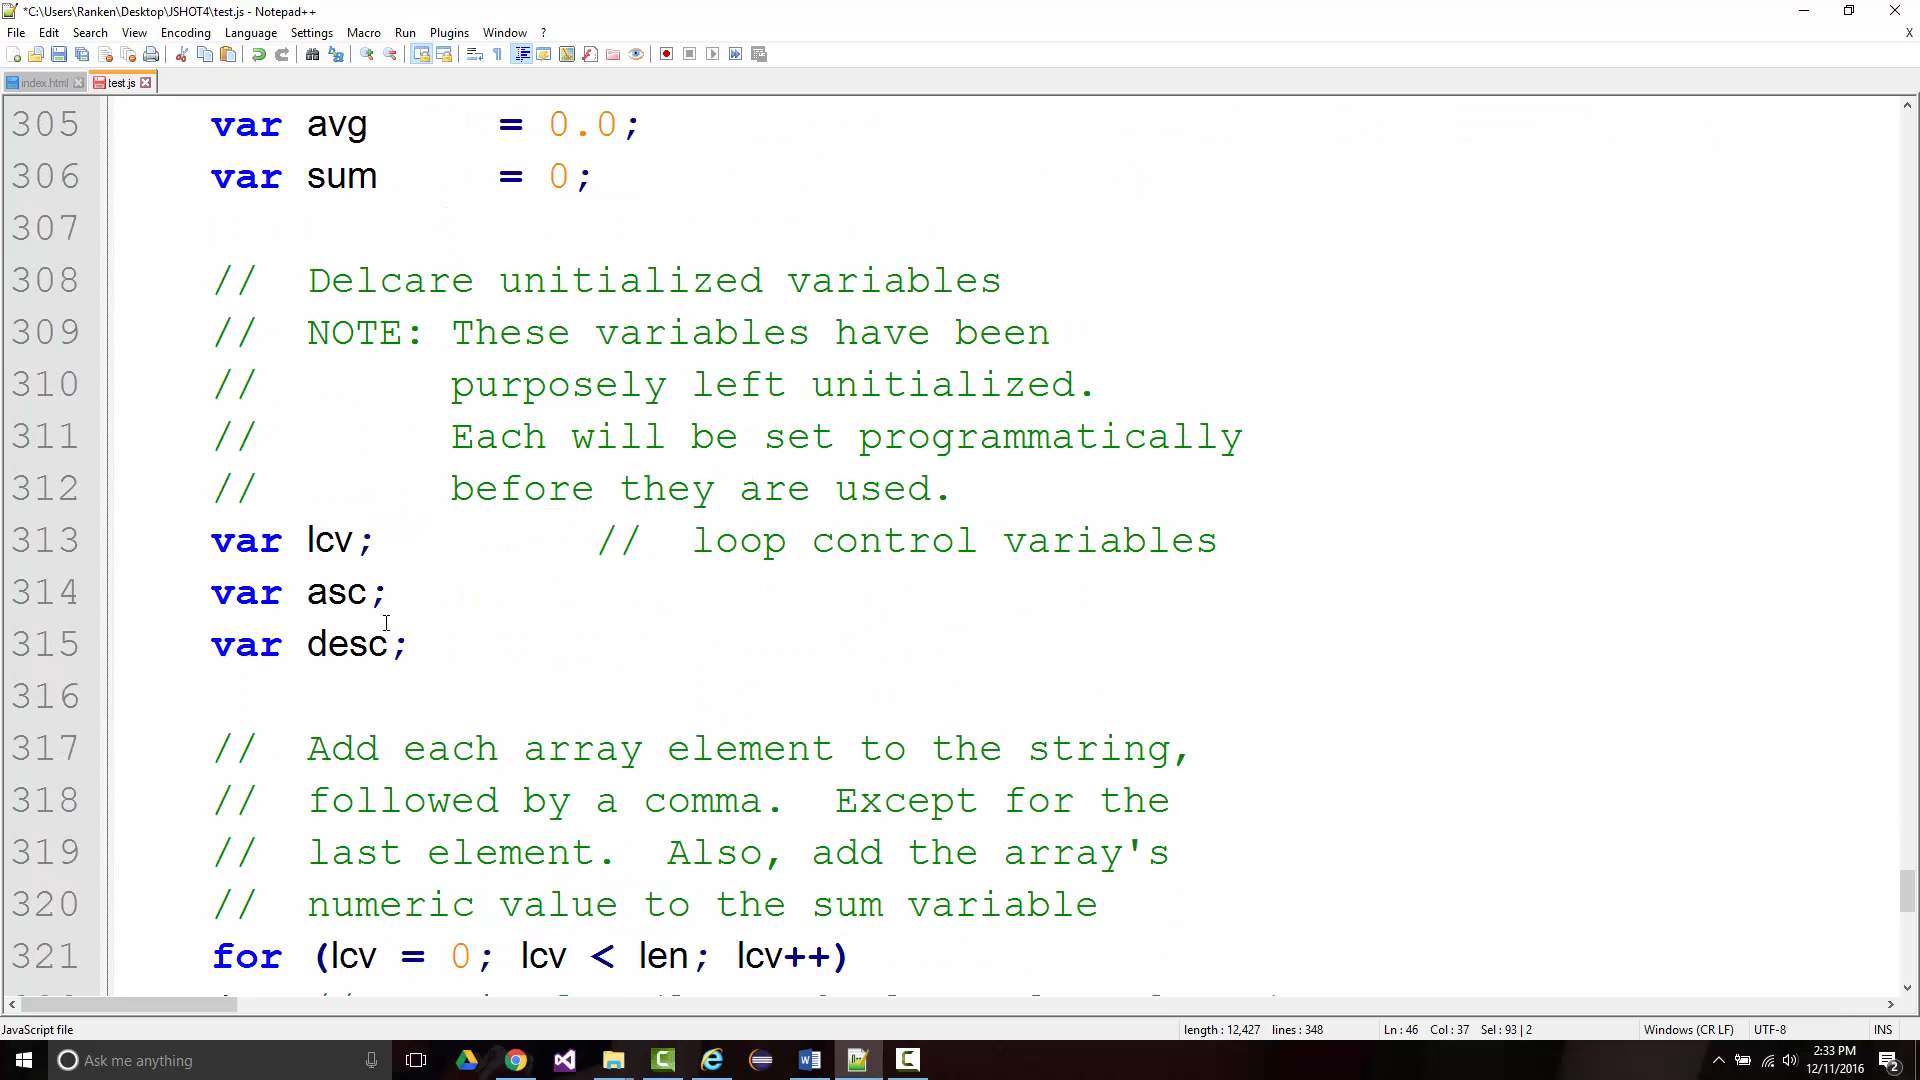 *C:\Users\Ranken\Desktop\JSHOT4\test.js - Notepad++
File Edit Search View Encoding Language Settings Macro Run Plugins Window ? X
index.html test.js
305 var avg = 0.0;
306 var sum = 0;
307
308 // Delcare unitialized variables
309 // NOTE: These variables have been
310 // purposely left unitialized.
311 // Each will be set programmatically
312 // before they are used.
313 var lcv; // loop control variables
314 var asc;
315 var desc;
316
317 // Add each array element to the string,
318 // followed by a comma. Except for the
319 // last element. Also, add the array's
320 // numeric value to the sum variable
321 for (lcv = 0; lcv < len; lcv++)
JavaScript file length : 12,427 lines : 348 Ln : 46 Col : 37 Sel : 93 | 2 Windows (CR LF) UTF-8 INS
Ask me anything
2:33 PM
12/11/2016
2